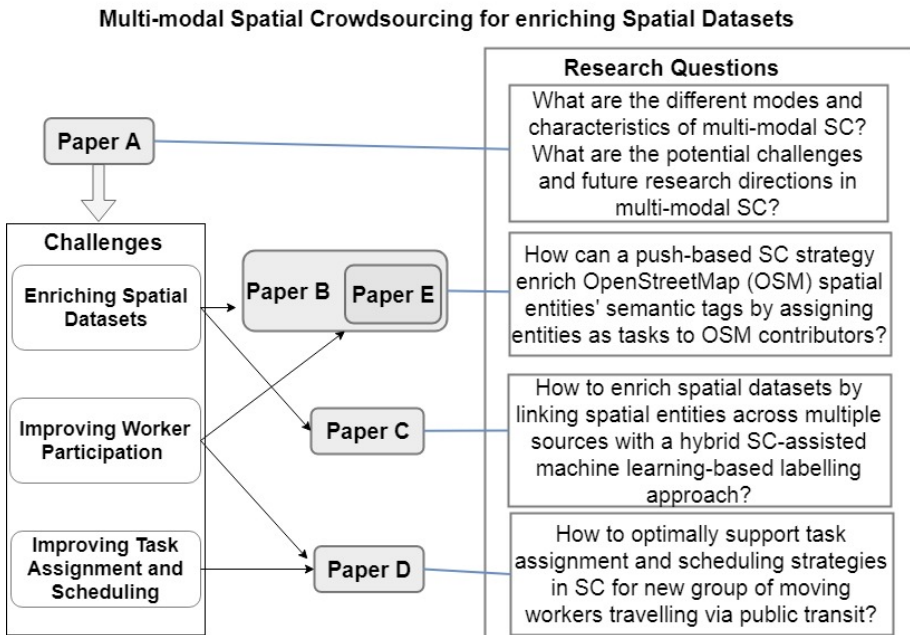 Multi-modal Spatial Crowdsourcing for enriching Spatial Datasets
Paper A
Challenges
Enriching Spatial
Datasets
Improving Worker
Participation
Improving Task
Assignment and
Scheduling
Paper B
Paper E
Paper C
Paper D
Research Questions
What are the different modes and
characteristics of multi-modal SC?
What are the potential challenges
and future research directions in
multi-modal SC?
How can a push-based SC strategy
enrich OpenStreetMap (OSM) spatial
entities' semantic tags by assigning
entities as tasks to OSM contributors?
How to enrich spatial datasets by
linking spatial entities across multiple
sources with a hybrid SC-assisted
machine learning-based labelling
approach?
How to optimally support task
assignment and scheduling strategies
in SC for new group of moving
workers travelling via public transit?